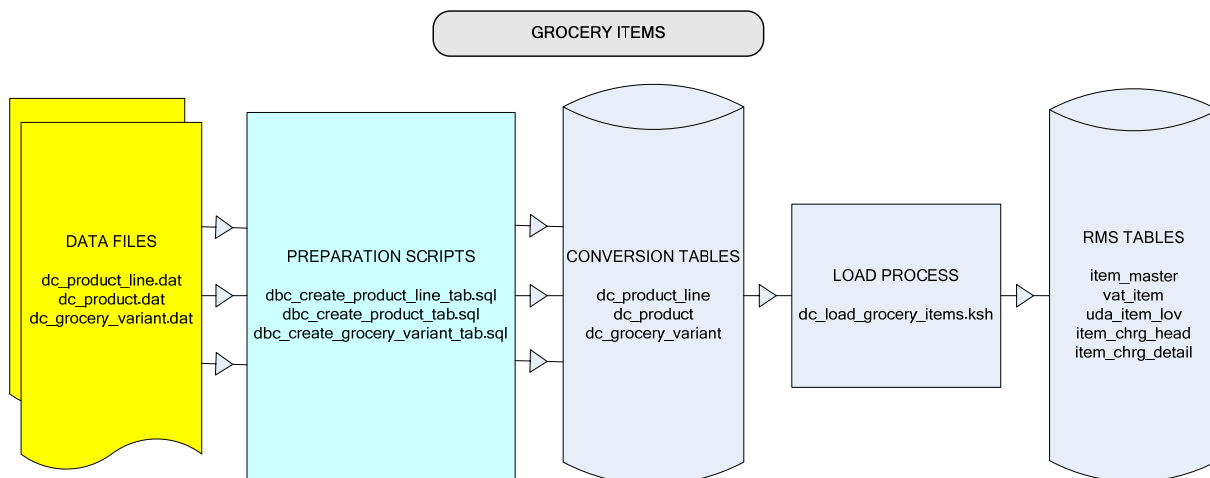 GROCERY ITEMS
DATA FILES
dc_product_line.dat
dc_product.dat
dc_grocery_variant.dat
PREPARATION SCRIPTS
dbc_create_product_line_tab.sql
dbc_create_product_tab.sql
dbc_create_grocery_variant_tab.sql
CONVERSION TABLES
dc_product_line
dc_product
dc_grocery_variant
LOAD PROCESS
dc_load_grocery_items.ksh
RMS TABLES
item_master
vat_item
uda_item_lov
item_chrg_head
item_chrg_detail